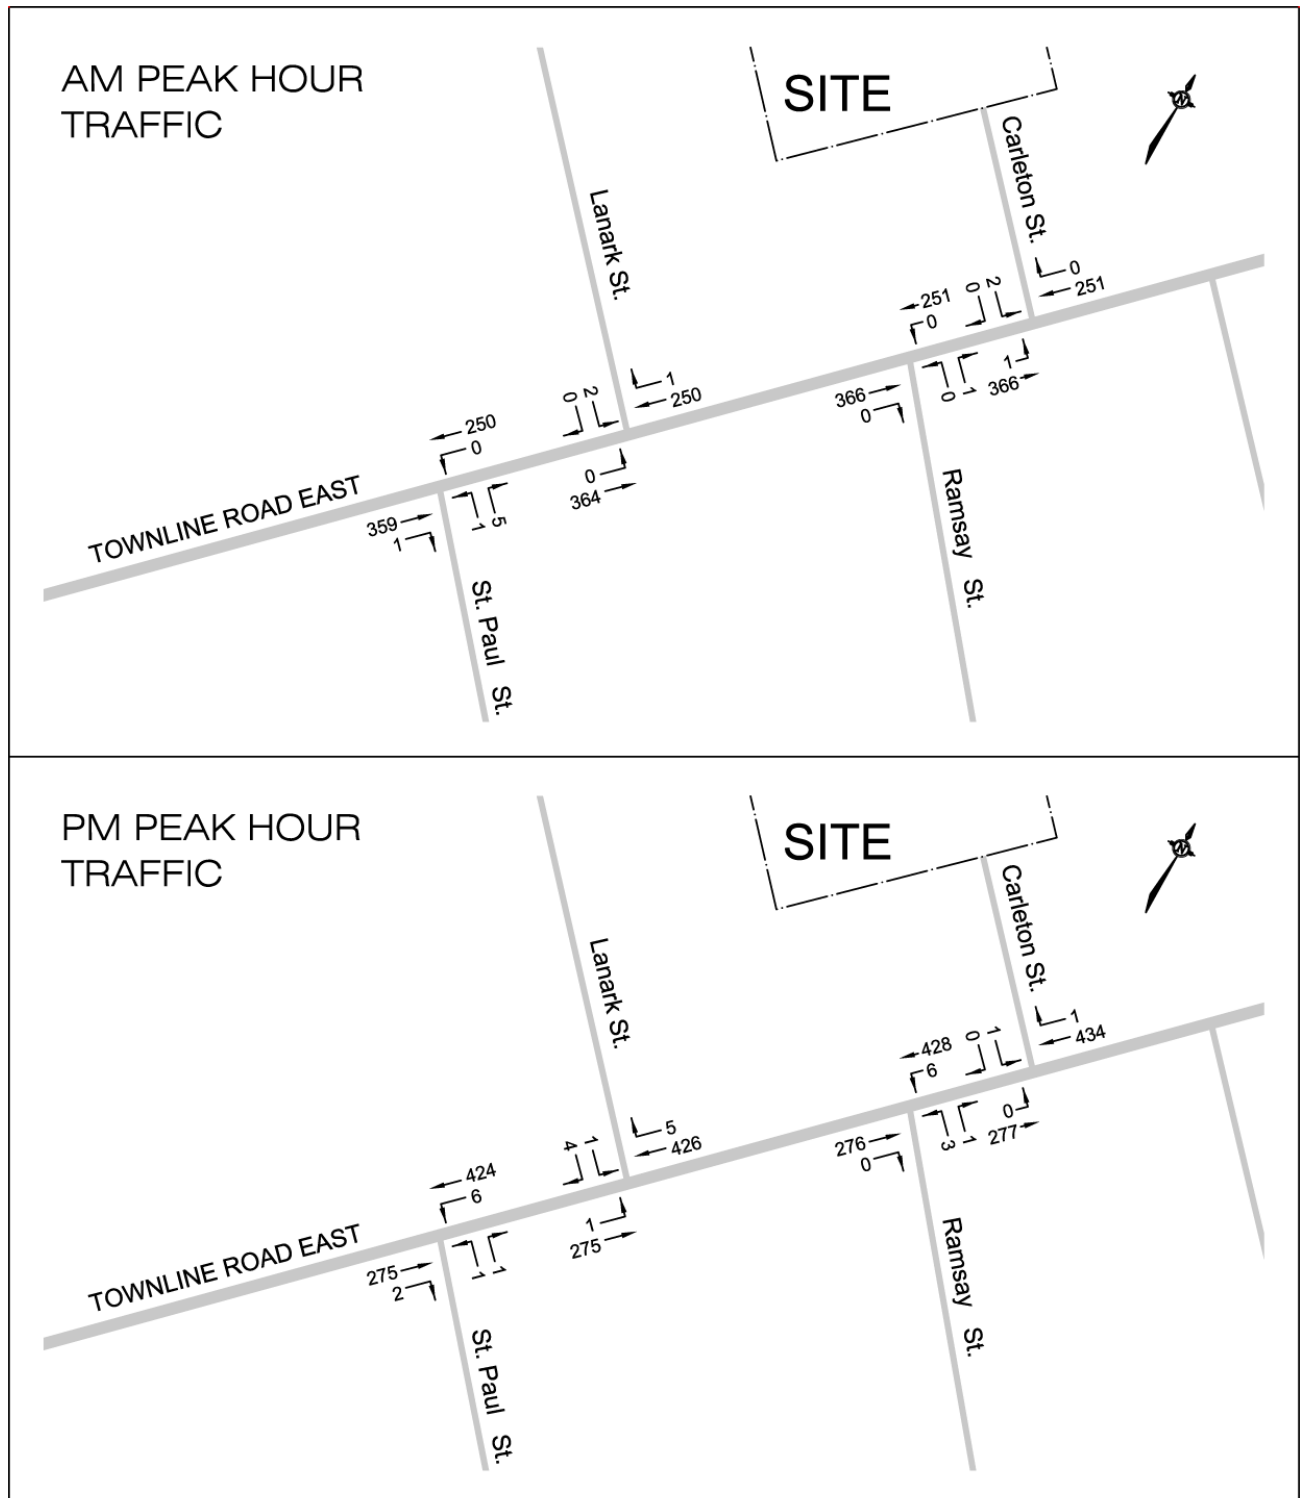 AM PEAK HOUR
TRAFFIC
SITE
N
Carleton St.
Lanark St.
0
251
251
0
0
2
1
250
0
2
250
0
1
366
366
0
0
1
0
364
TOWNLINE ROAD EAST
359
1
1
5
Ramsay St.
St. Paul St.
PM PEAK HOUR
TRAFFIC
SITE
N
Carleton St.
Lanark St.
1
434
428
6
0
1
5
426
4
1
424
6
0
277
276
0
3
1
1
275
TOWNLINE ROAD EAST
275
2
1
1
Ramsay St.
St. Paul St.